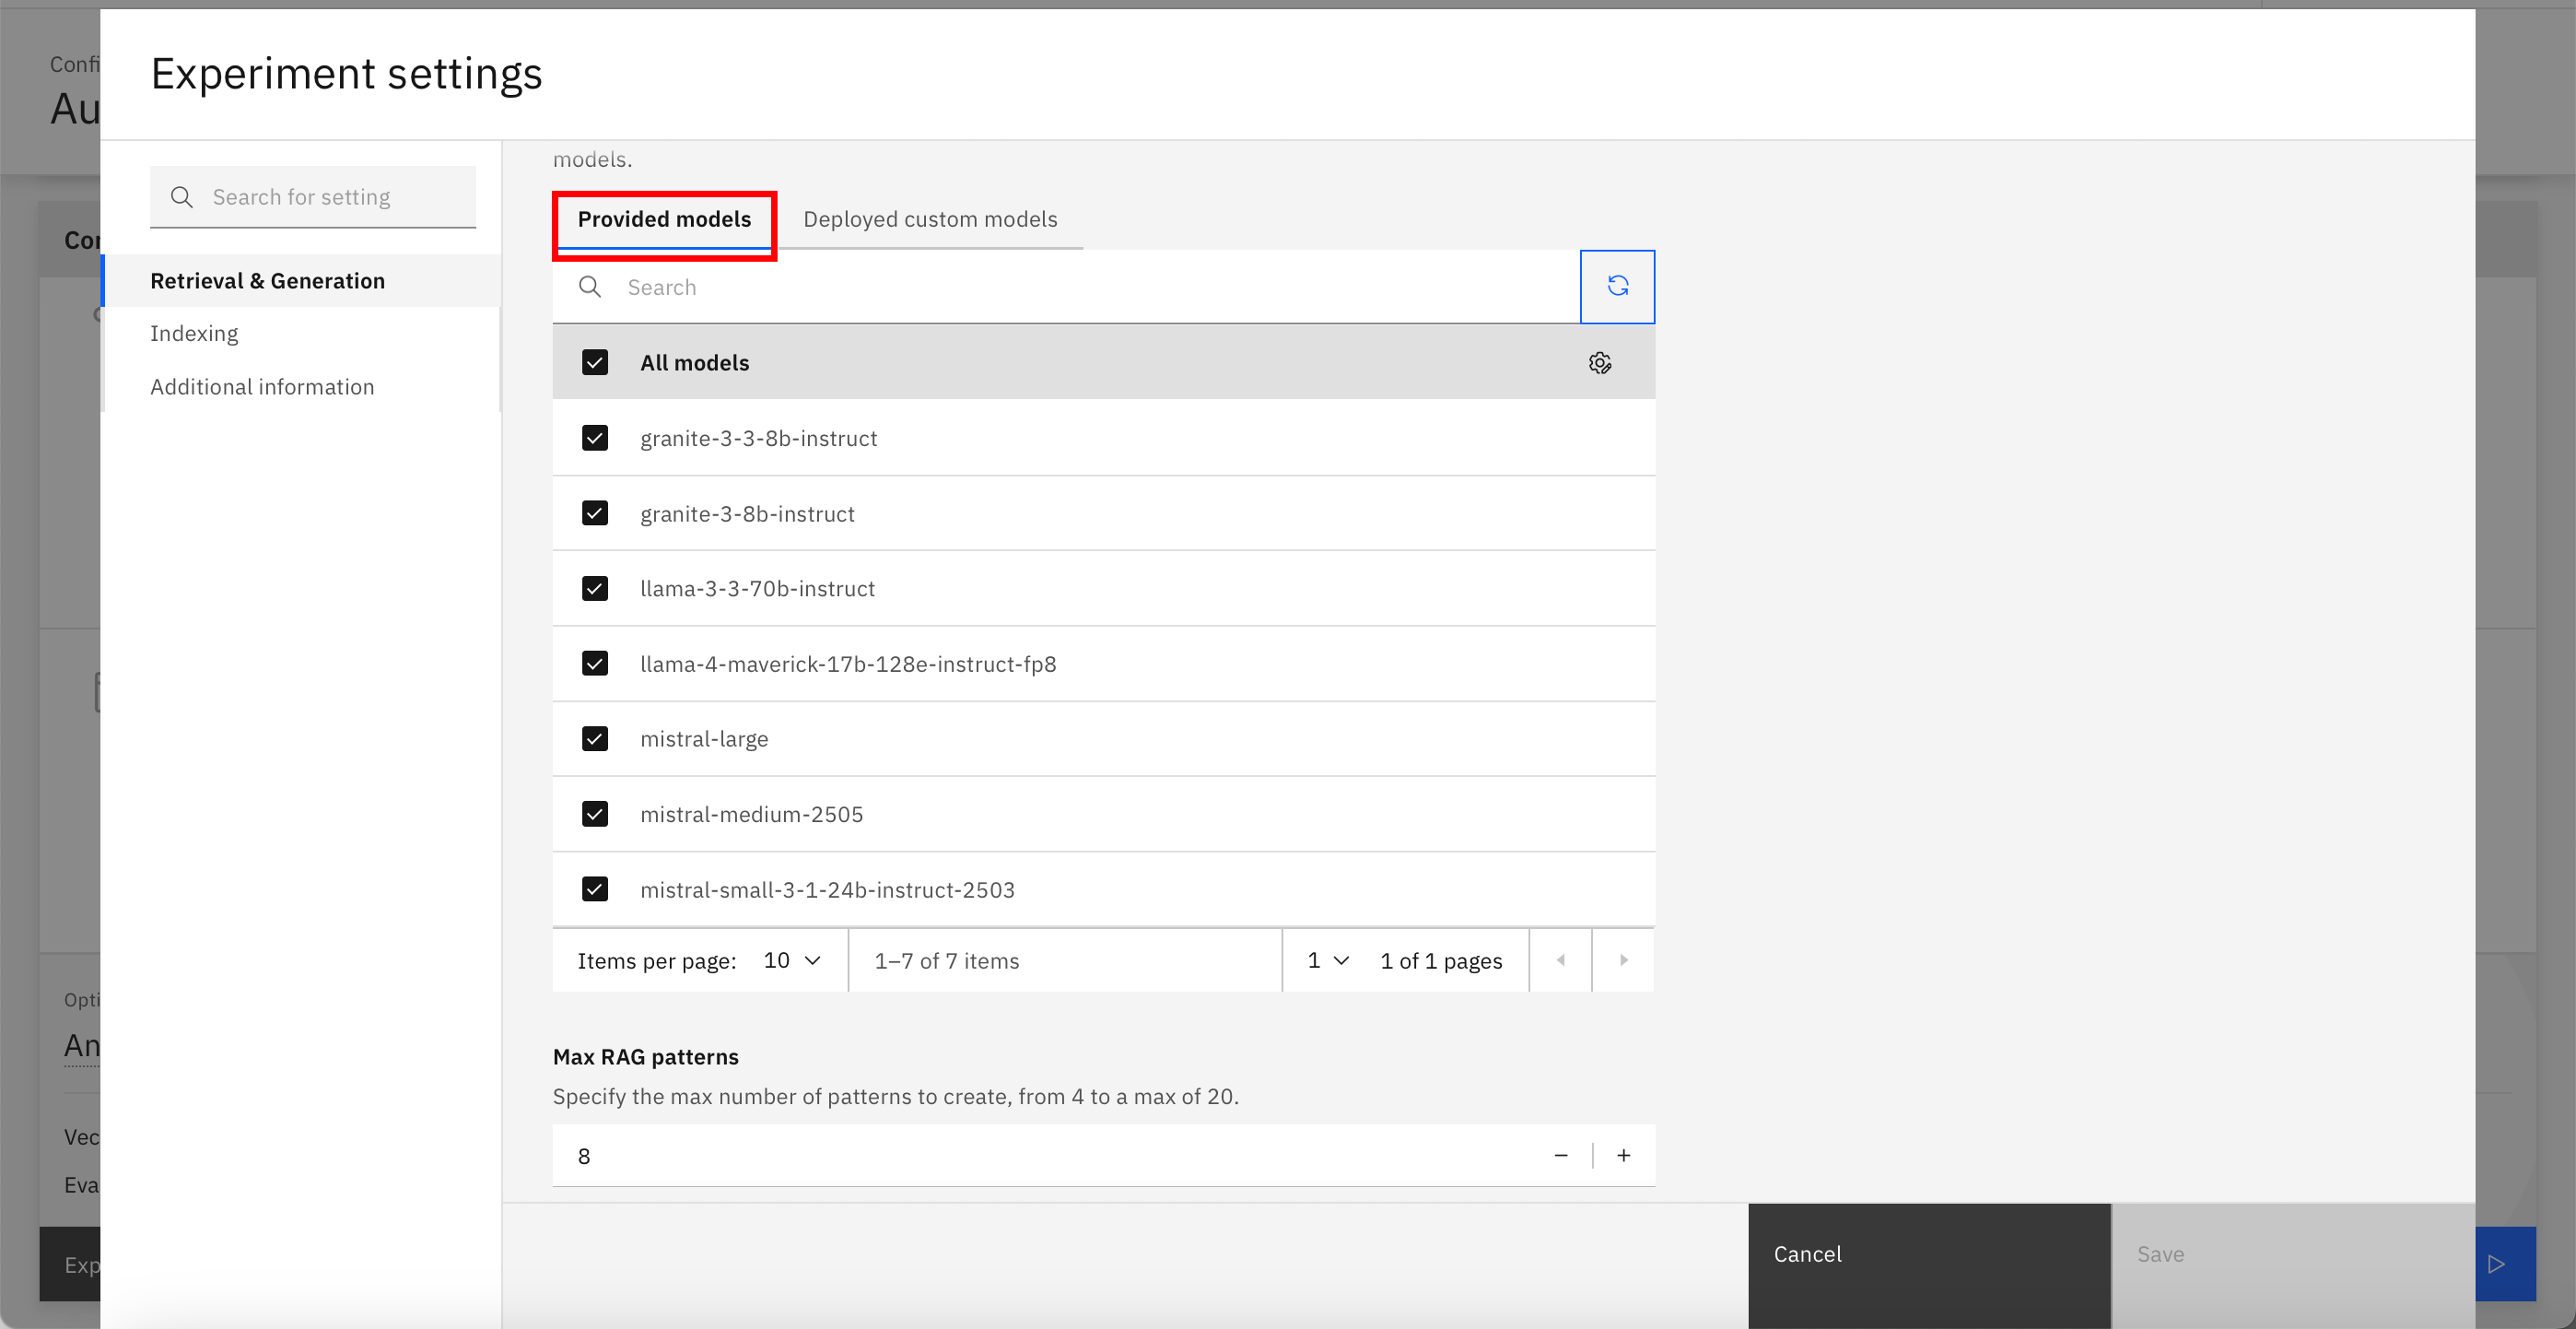 Confi
Au
Experiment settings
Search for setting
Con
Retrieval & Generation
Indexing
Additional information
models.
Provided models
Deployed custom models
Search
All models
granite-3-3-8b-instruct
granite-3-8b-instruct
llama-3-3-70b-instruct
llama-4-maverick-17b-128e-instruct-fp8
mistral-large
mistral-medium-2505
mistral-small-3-1-24b-instruct-2503
Items per page: 10
1–7 of 7 items
1
1 of 1 pages
Max RAG patterns
Specify the max number of patterns to create, from 4 to a max of 20.
8
Opti
An
Vec
Eva
Exp
Cancel
Save